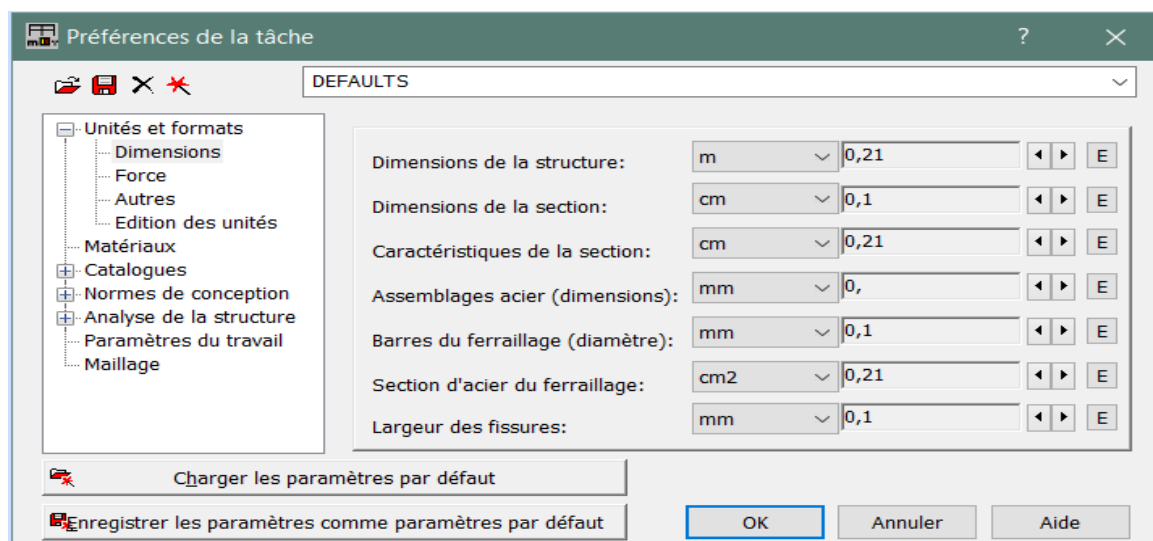 Préférences de la tâche ?
DEFAULTS
Unités et formats
Dimensions
Force
Autres
Edition des unités
Matériaux
Catalogues
Normes de conception
Analyse de la structure
Paramètres du travail
Maillage
Dimensions de la structure: m 0,21 E
Dimensions de la section: cm 0,1 E
Caractéristiques de la section: cm 0,21 E
Assemblages acier (dimensions): mm 0, E
Barres du ferraillage (diamètre): mm 0,1 E
Section d'acier du ferraillage: cm2 0,21 E
Largeur des fissures: mm 0,1 E
Charger les paramètres par défaut
Enregistrer les paramètres comme paramètres par défaut
OK Annuler Aide